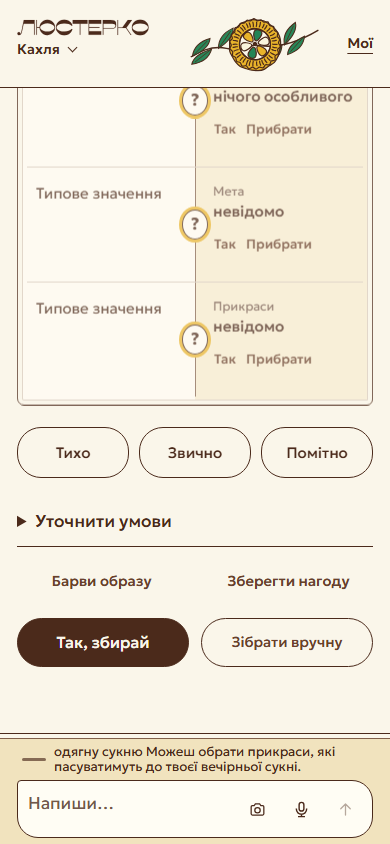 ЛЮСТЕРКО
Кахля
Мої
нічого особливого
?
Так Прибрати
Типове значення
Мета
невідомо
?
Так Прибрати
Типове значення
Прикраси
невідомо
?
Так Прибрати
Тихо Звично Помітно
Уточнити умови
Барви образу Зберегти нагоду
Так, збирай Зібрати вручну
одягну сукню Можеш обрати прикраси, які
пасуватимуть до твоєї вечірньої сукні.
Напиши...